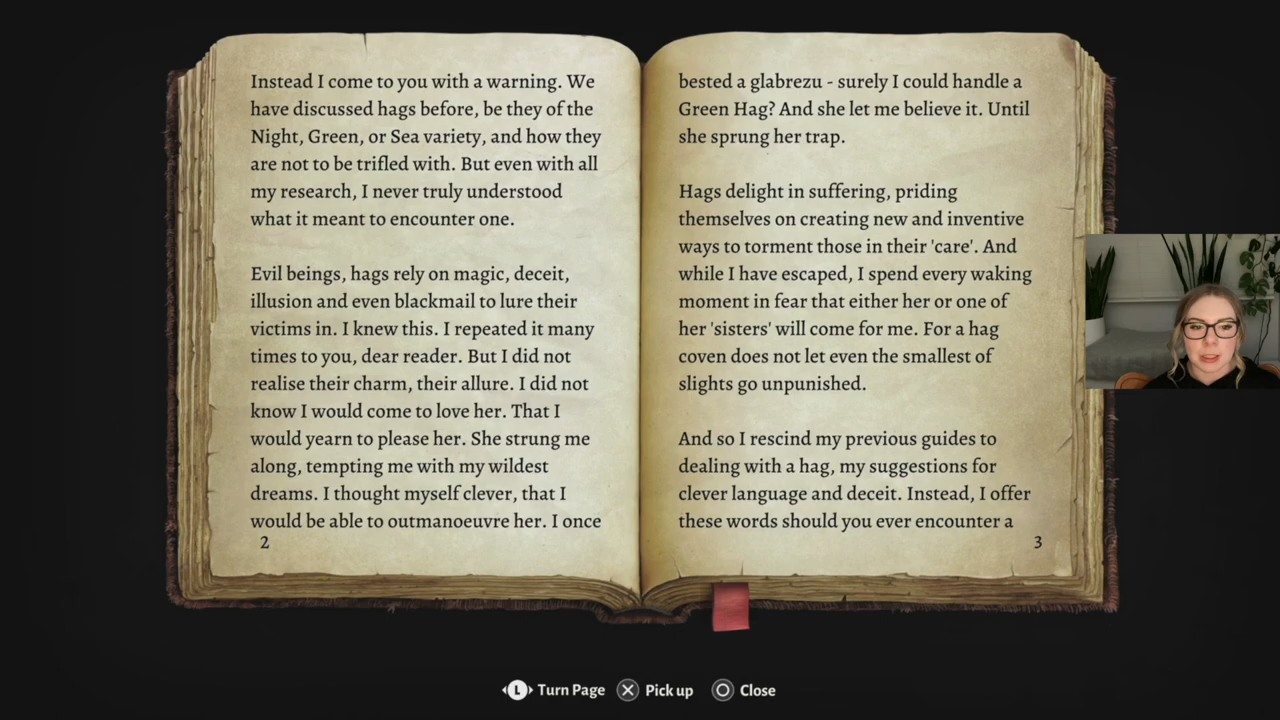 Instead I come to you with a warning. We
have discussed hags before, be they of the
Night, Green, or Sea variety, and how they
are not to be trifled with. But even with all
my research, I never truly understood
what it meant to encounter one.
Evil beings, hags rely on magic, deceit,
illusion and even blackmail to lure their
victims in. I knew this. I repeated it many
times to you, dear reader. But I did not
realise their charm, their allure. I did not
know I would come to love her. That I
would yearn to please her. She strung me
along, tempting me with my wildest
dreams. I thought myself clever, that I
would be able to outmanoeuvre her. I once
2
bested a glabrezu - surely I could handle a
Green Hag? And she let me believe it. Until
she sprung her trap.
Hags delight in suffering, priding
themselves on creating new and inventive
ways to torment those in their 'care'. And
while I have escaped, I spend every waking
moment in fear that either her or one of
her 'sisters' will come for me. For a hag
coven does not let even the smallest of
slights go unpunished.
And so I rescind my previous guides to
dealing with a hag, my suggestions for
clever language and deceit. Instead, I offer
these words should you ever encounter a
3
L Turn Page Pick up Close